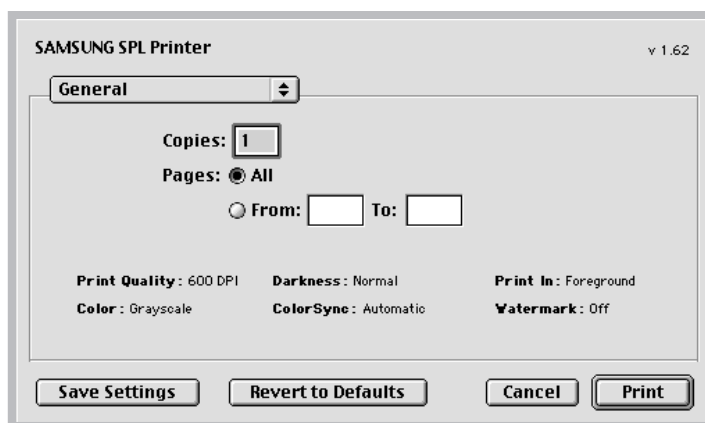 SAMSUNG SPL Printer v 1.62
General
Copies: 1
Pages: All
From: To:
Print Quality: 600 DPI Darkness: Normal Print In: Foreground
Color: Grayscale ColorSync: Automatic Watermark: Off
Save Settings Revert to Defaults Cancel Print